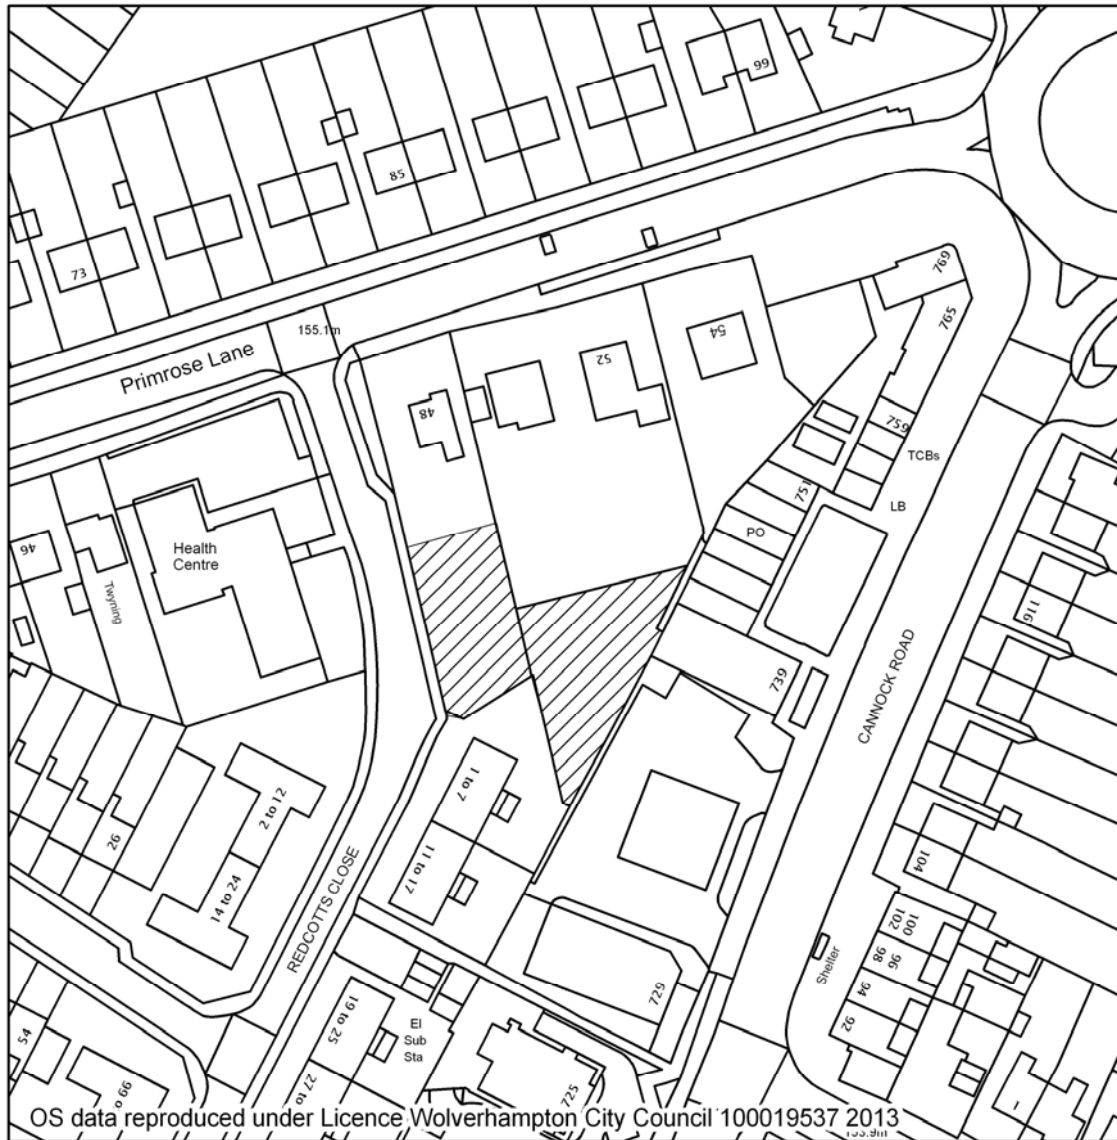 99
85
73
769
155.1m
765
Primrose Lane
54
52
48
759
TCBs
751
LB
PO
46
Health
Centre
Twyning
116
739
CANNOCK ROAD
1 to 7
2 to 12
26
11 to 17
104
14 to 24
REDCOTTS CLOSE
102
100
98
96
Shelter
94
729
92
19 to 25
El
Sub
Sta
54
27 to
to 66
725
OS data reproduced under Licence Wolverhampton City Council 100019537 2013
153.9m